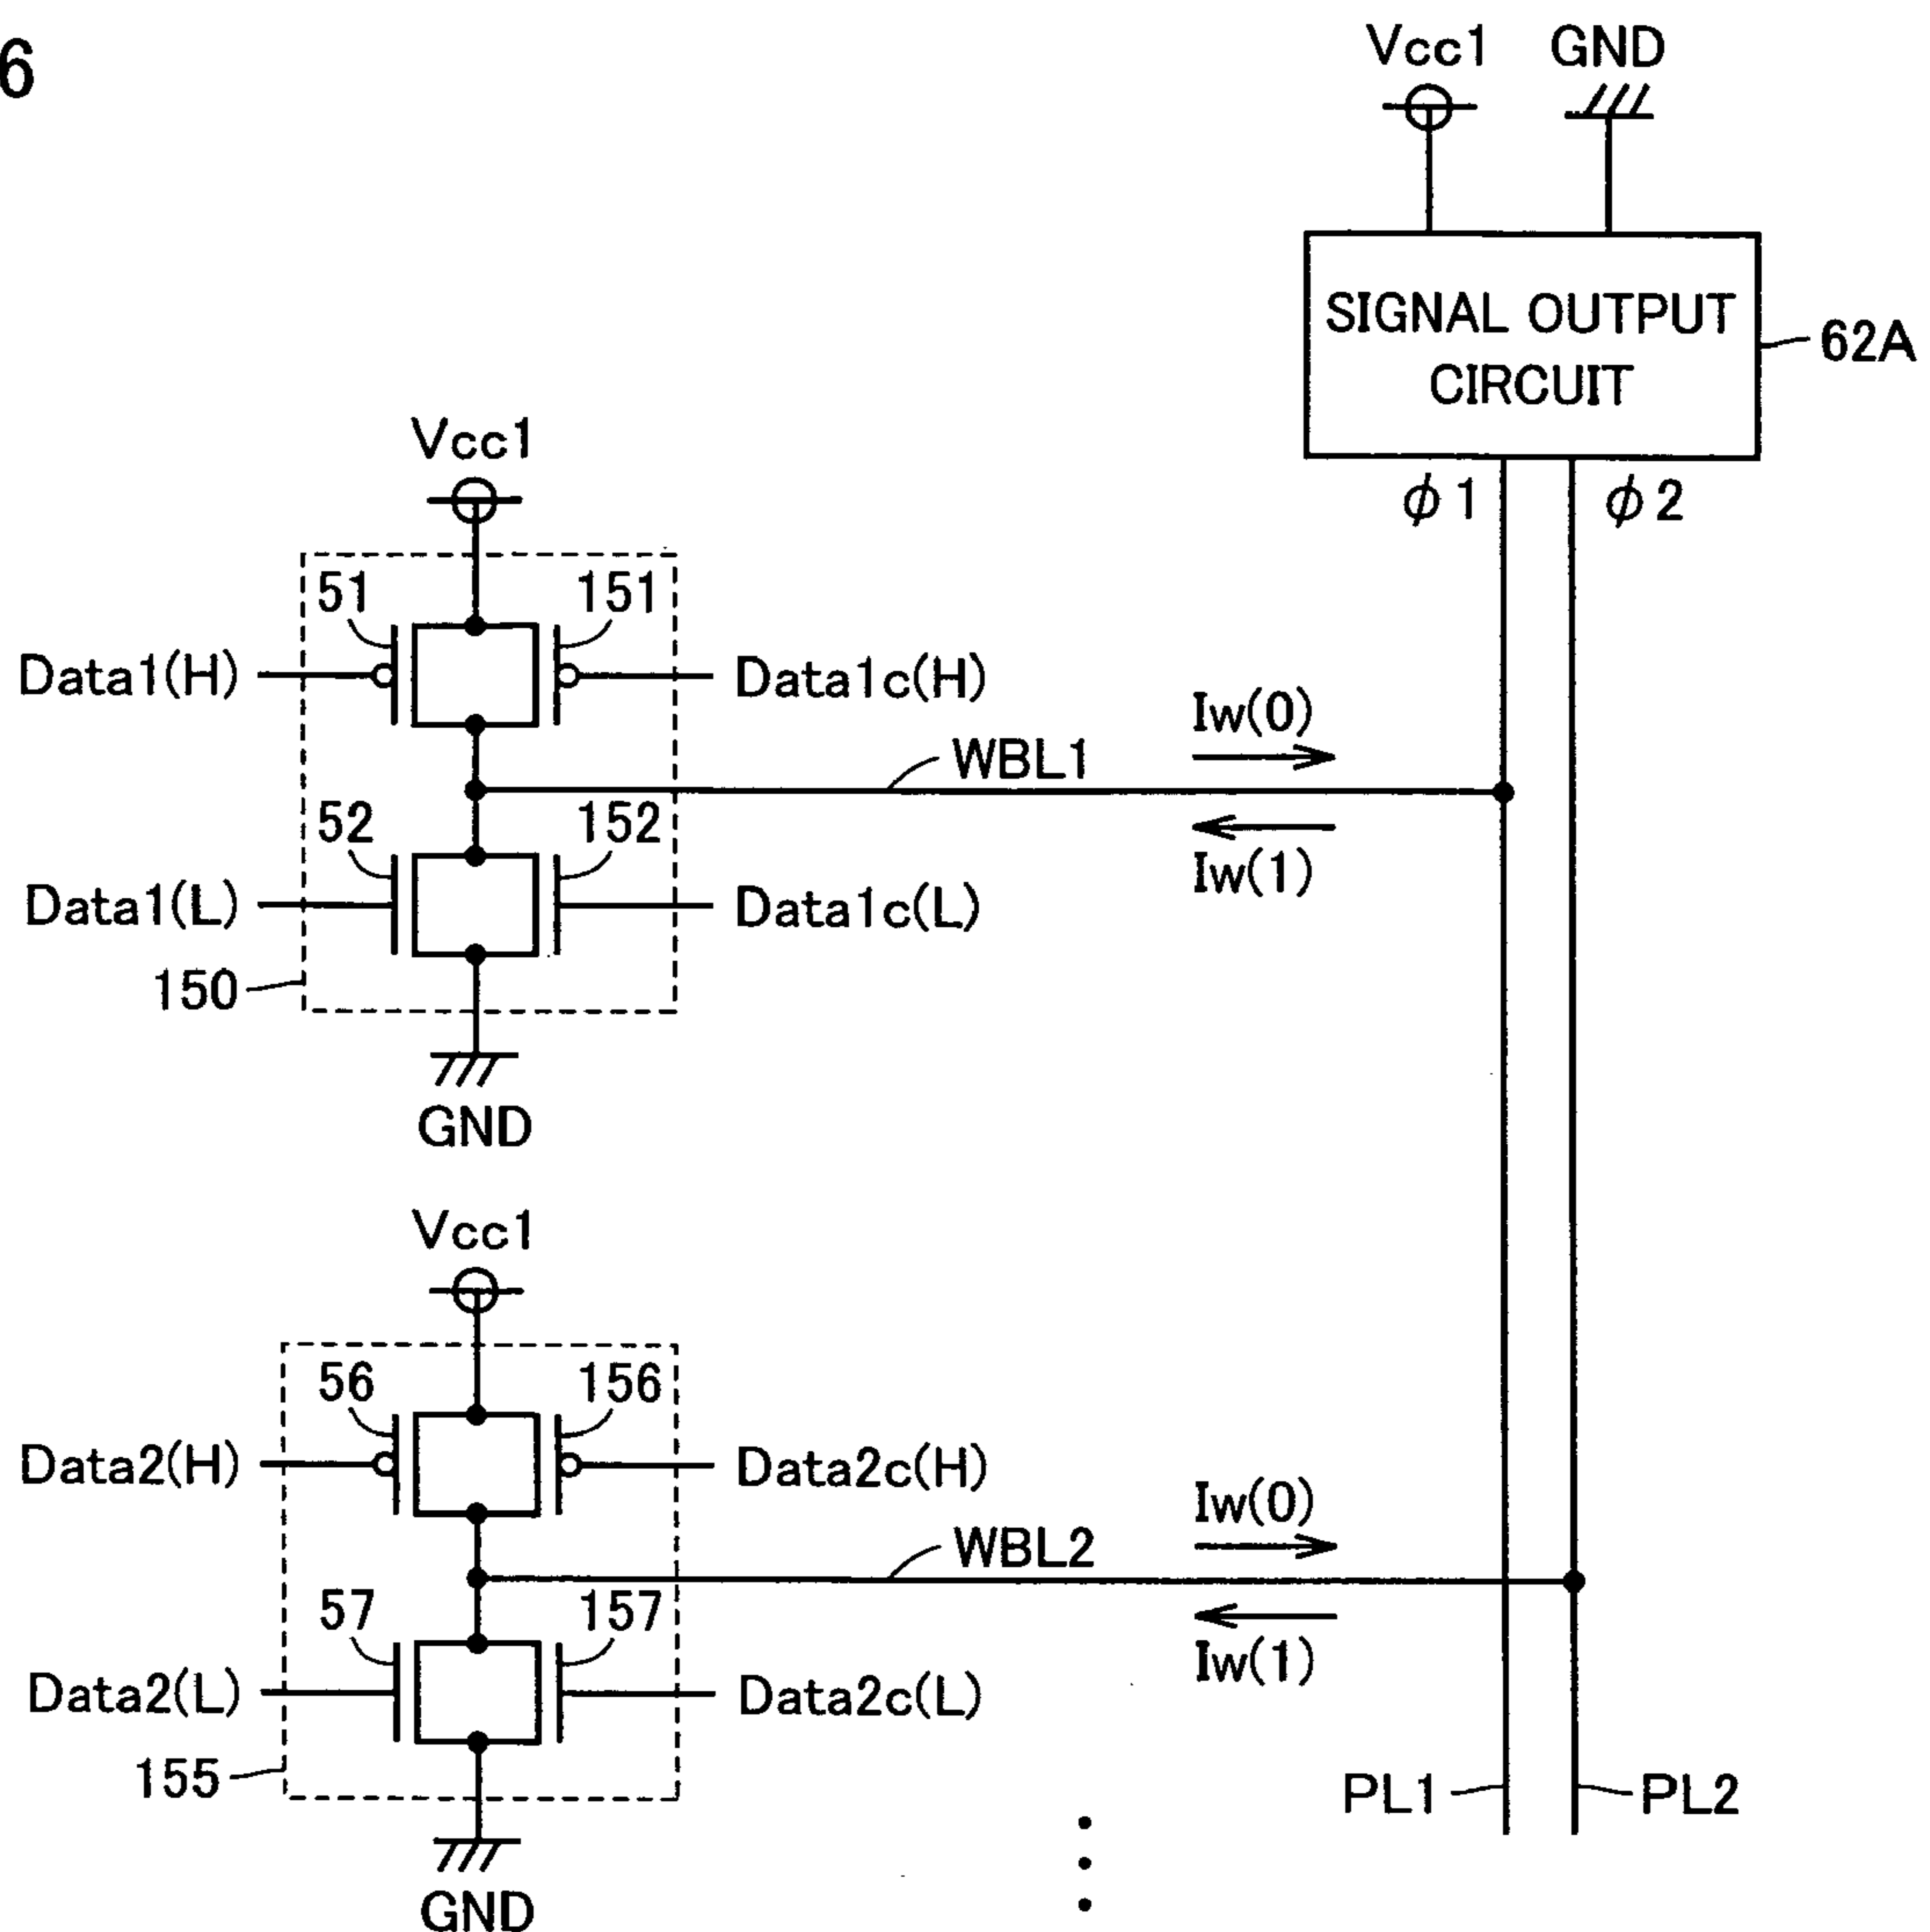 6
Vcc1 GND
SIGNAL OUTPUT
CIRCUIT
62A
φ1 φ2
Vcc1
51 151
Data1(H) Data1c(H)
Iw(0)
WBL1
52 152
Iw(1)
Data1(L) Data1c(L)
150
GND
Vcc1
56 156
Data2(H) Data2c(H)
Iw(0)
WBL2
57 157
Iw(1)
Data2(L) Data2c(L)
155
PL1 PL2
GND